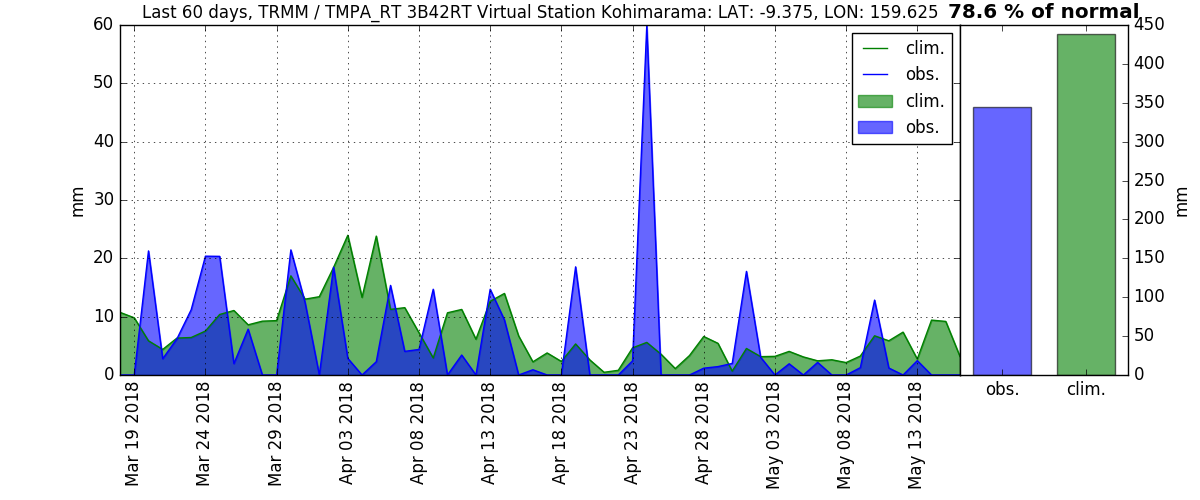 Last 60 days, TRMM / TMPA_RT 3B42RT Virtual Station Kohimarama: LAT: -9.375, LON: 159.625 78.6 % of normal
60
50
40
30
20
10
0
mm
clim.
obs.
clim.
obs.
450
400
350
300
250
200
150
100
50
0
mm
Mar 19 2018
Mar 24 2018
Mar 29 2018
Apr 03 2018
Apr 08 2018
Apr 13 2018
Apr 18 2018
Apr 23 2018
Apr 28 2018
May 03 2018
May 08 2018
May 13 2018
obs. clim.